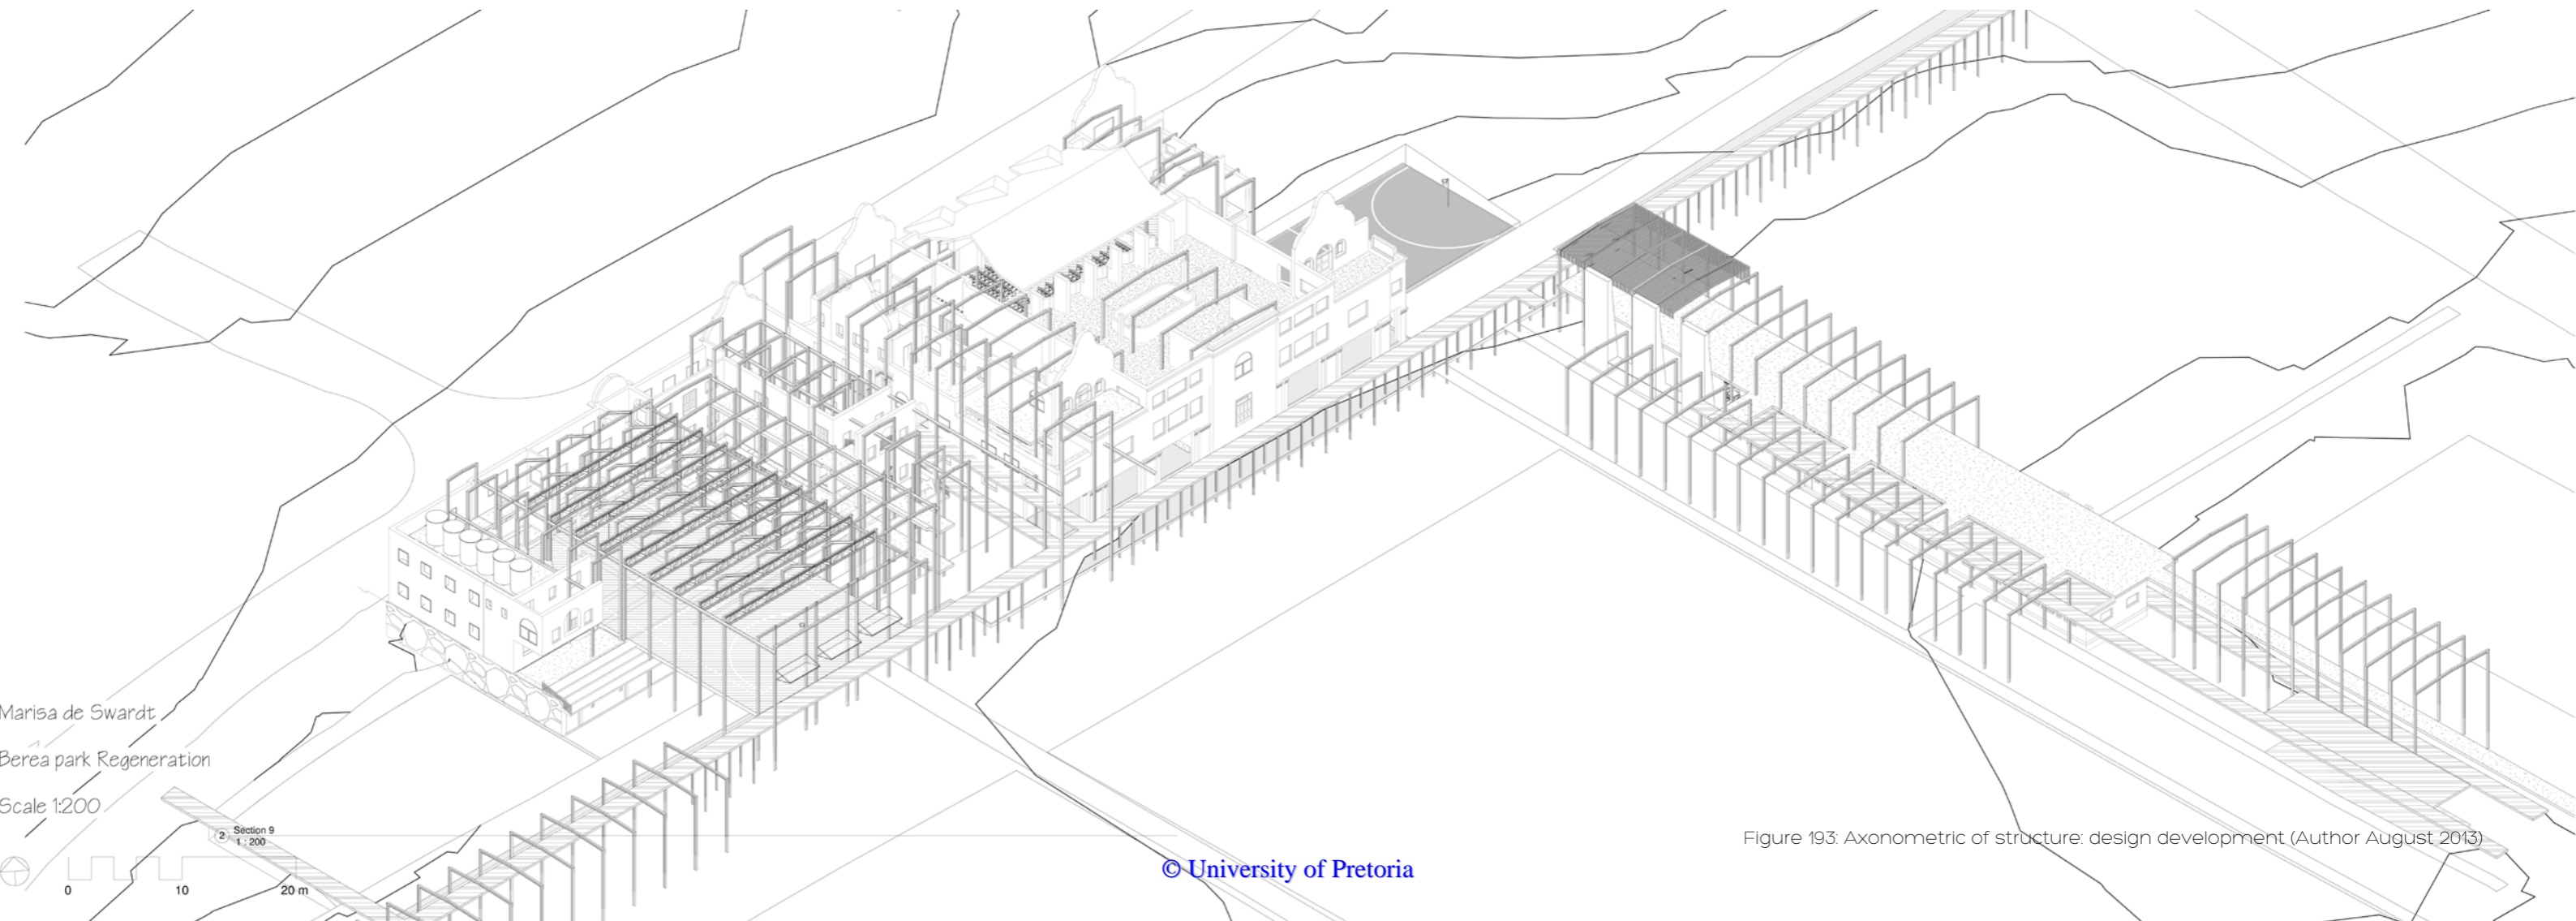 Marisa de Swardt
Berea park Regeneration
Scale 1:200
2 Section 9
1 : 200
0 10 20 m
Figure 193: Axonometric of structure: design development (Author August 2013)
© University of Pretoria